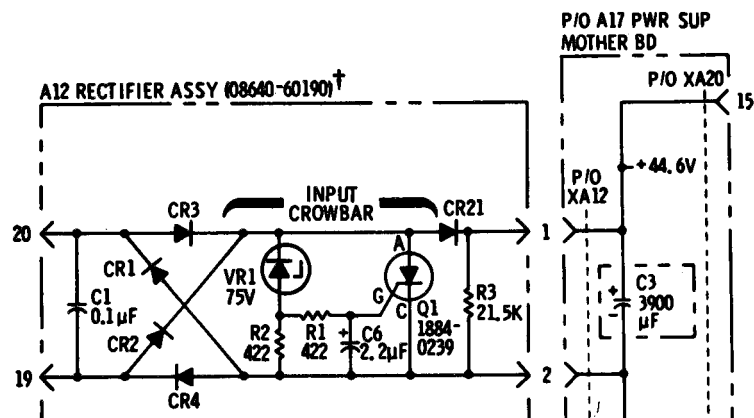 P/O A17 PWR SUP
MOTHER BD
A12 RECTIFIER ASSY (08640-60190)†
P/O XA20
15
+44.6V
P/O
XA12
INPUT
CROWBAR
CR3
CR21
20
1
A
CR1
VR1
75V
G
C
Q1
1884-
0239
R3
21.5K
C1
0.1μF
CR2
R2
422
R1
422
+
C6
2.2μF
+
-
C3
3900
μF
19
2
CR4